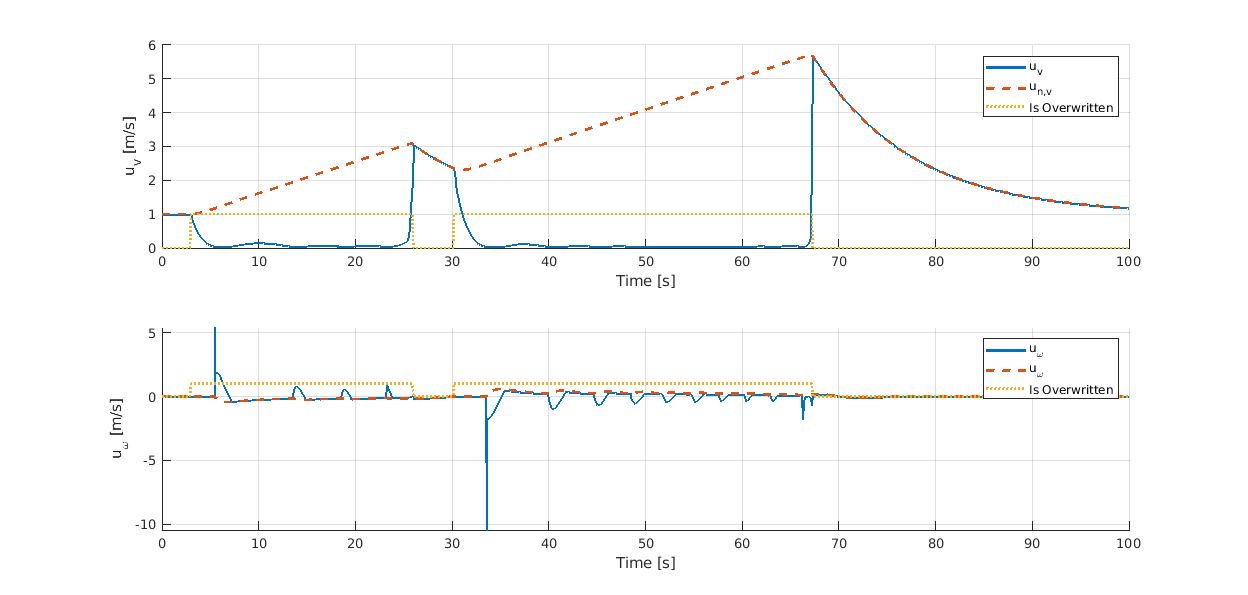 6
5
4
3
2
1
0
u_v [m/s]
u_v
u_n,v
Is Overwritten
0 10 20 30 40 50 60 70 80 90 100
Time [s]
5
0
-5
-10
u_ω [m/s]
u_ω
u_ω
Is Overwritten
0 10 20 30 40 50 60 70 80 90 100
Time [s]